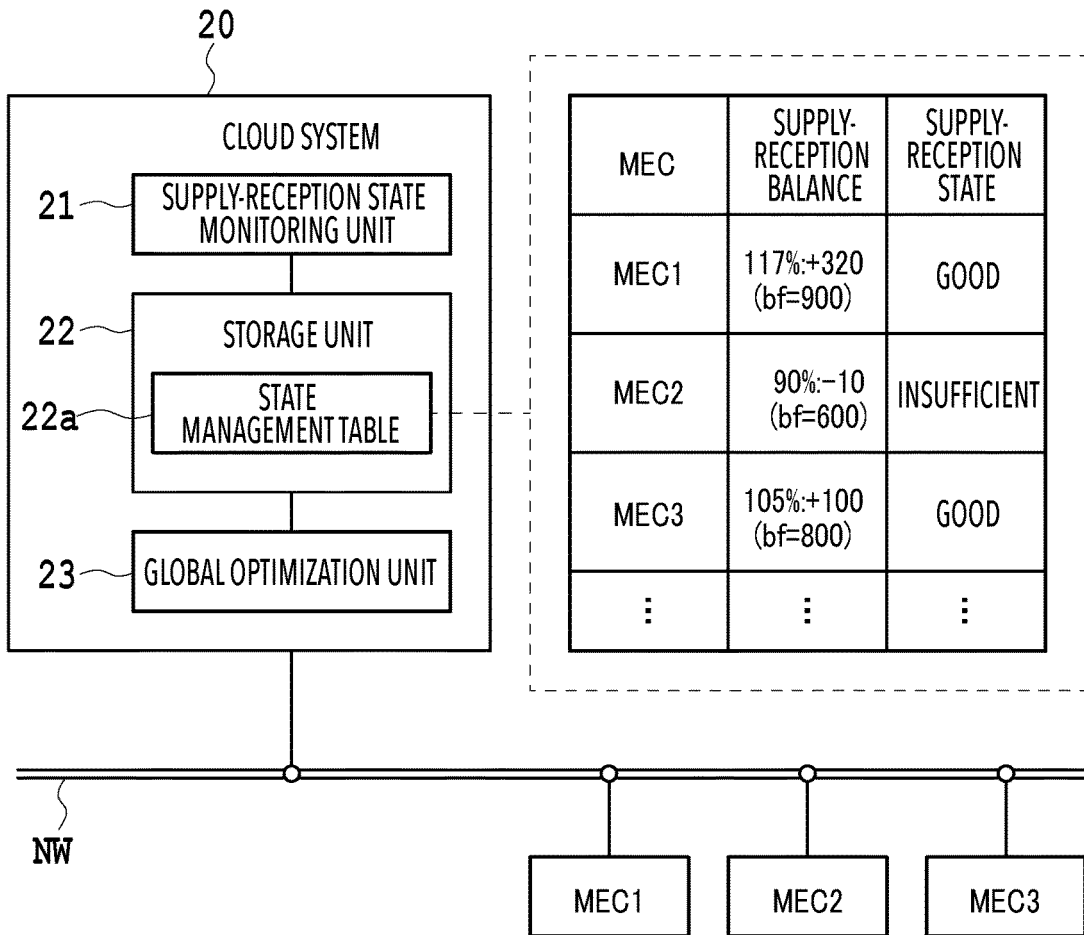 20
CLOUD SYSTEM
21
SUPPLY-RECEPTION STATE
MONITORING UNIT
22
STORAGE UNIT
22a
STATE
MANAGEMENT TABLE
23
GLOBAL OPTIMIZATION UNIT
MEC
SUPPLY-
RECEPTION
BALANCE
SUPPLY-
RECEPTION
STATE
MEC1
117%:+320
(bf=900)
GOOD
MEC2
90%:-10
(bf=600)
INSUFFICIENT
MEC3
105%:+100
(bf=800)
GOOD
⋮
⋮
⋮
NW
MEC1
MEC2
MEC3